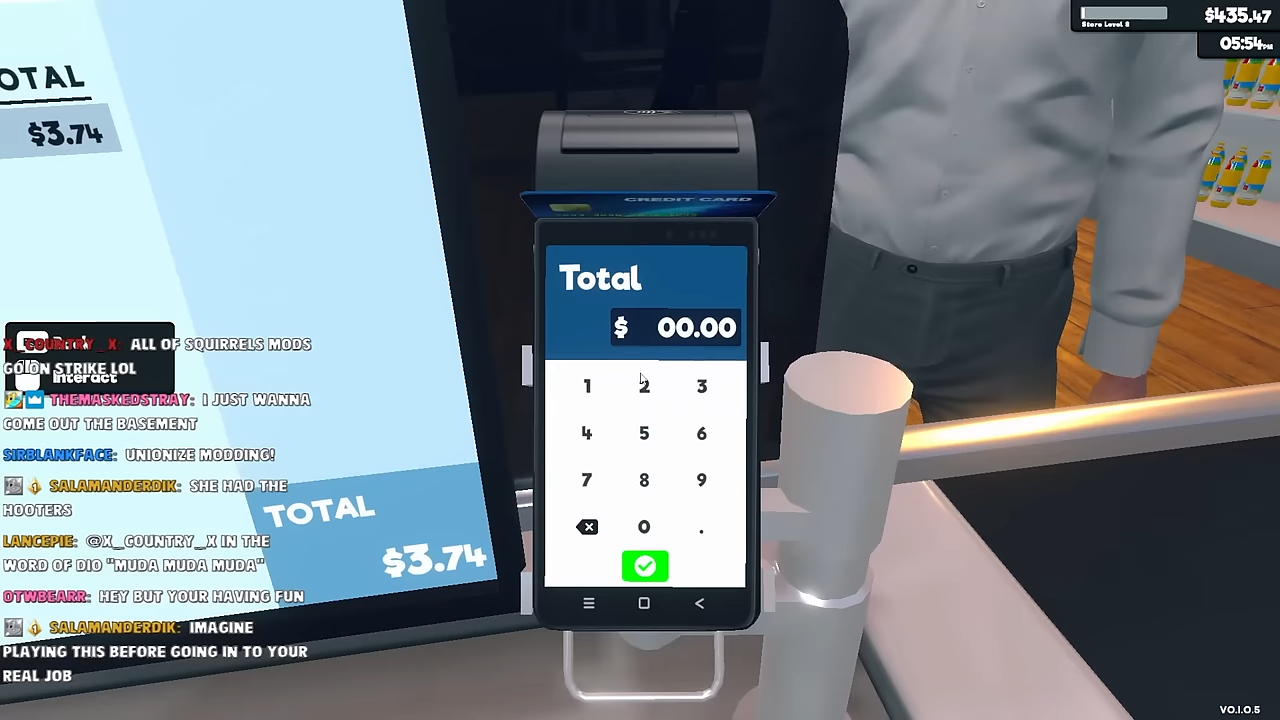 OTAL
$3.74
TOTAL
$3.74
$435.47
Store Level 8
05:54PM
CREDIT CARD
Total
$ 00.00
1 2 3
4 5 6
7 8 9
0 .
Interact
X_COUNTRY_X: ALL OF SQUIRRELS MODS
GO ON STRIKE LOL
THEMASKEDSTRAY: I JUST WANNA
COME OUT THE BASEMENT
SIRBLANKFACE: UNIONIZE MODDING!
SALAMANDERDIK: SHE HAD THE
HOOTERS
LANCEPIE: @X_COUNTRY_X IN THE
WORD OF DIO "MUDA MUDA MUDA"
OTWBEARR: HEY BUT YOUR HAVING FUN
SALAMANDERDIK: IMAGINE
PLAYING THIS BEFORE GOING IN TO YOUR
REAL JOB
V0.1.0.5